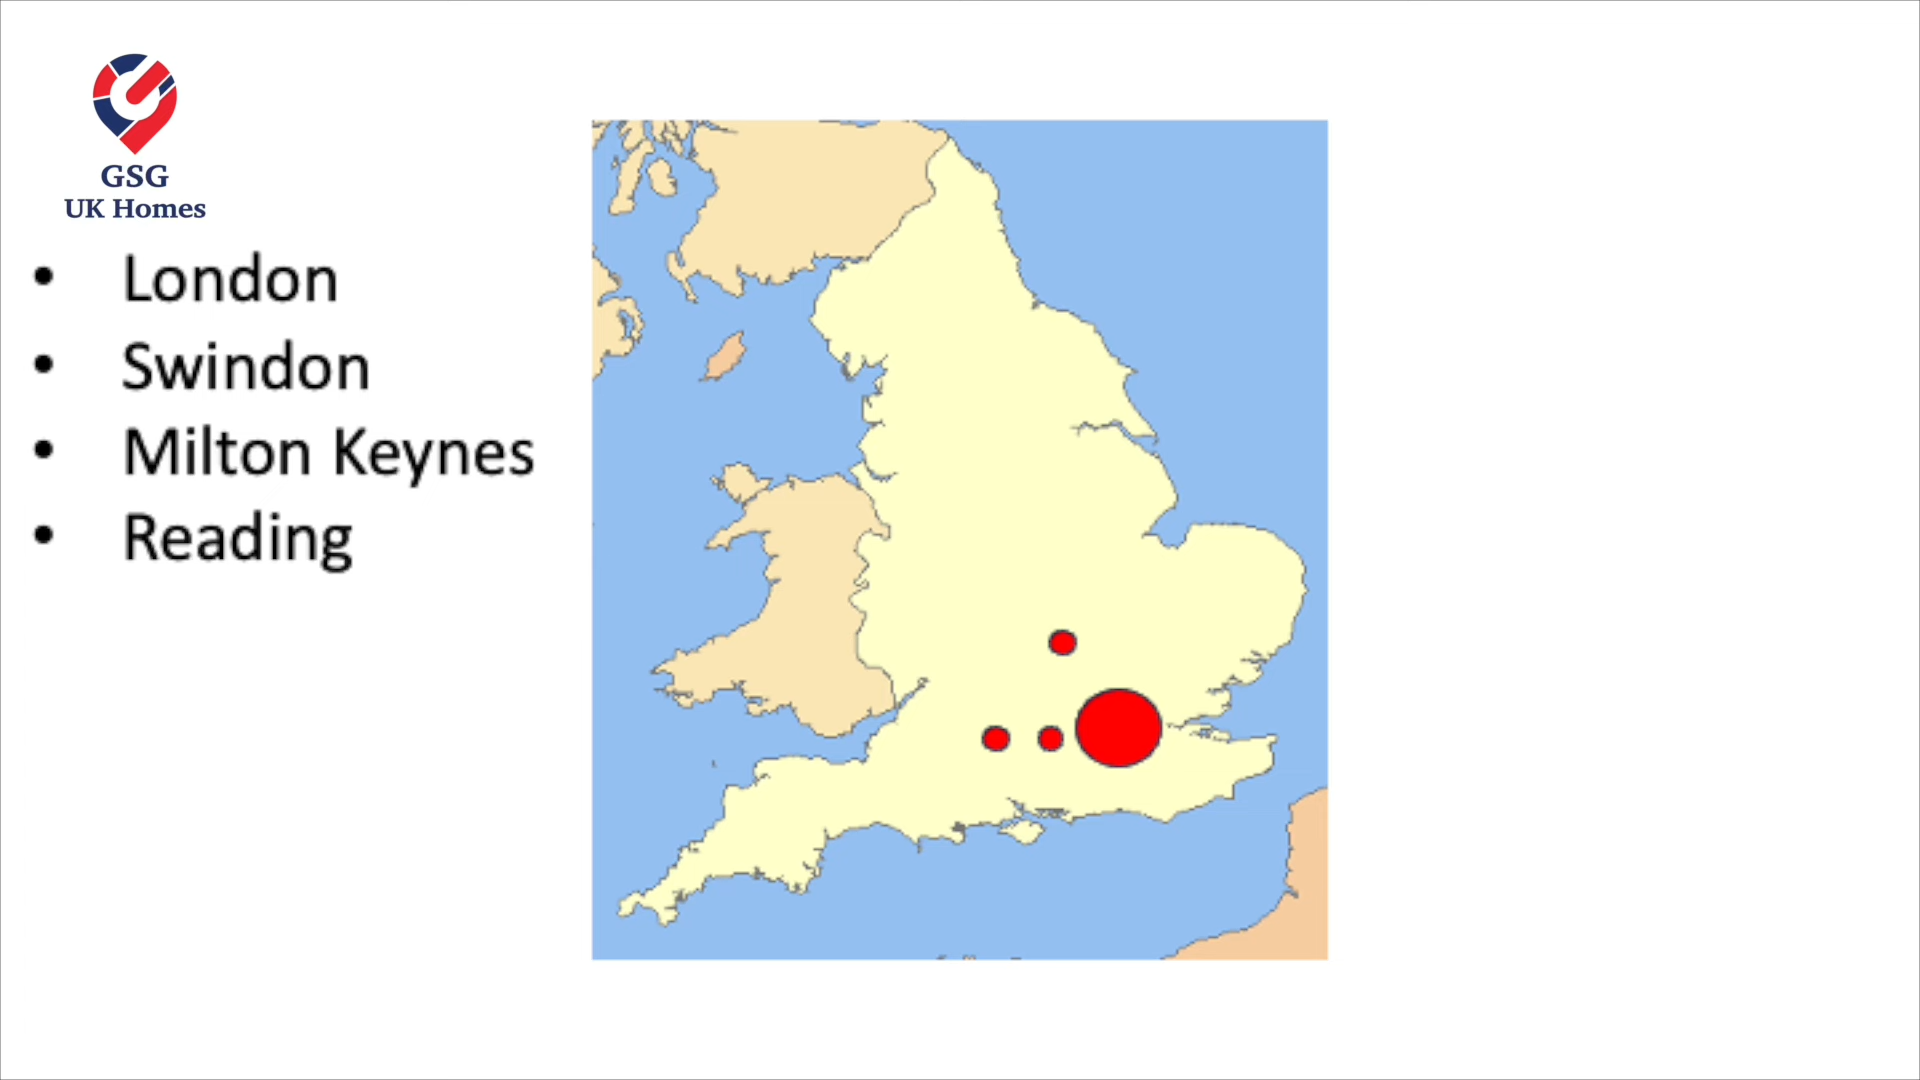 GSG
UK Homes
• London
• Swindon
• Milton Keynes
• Reading